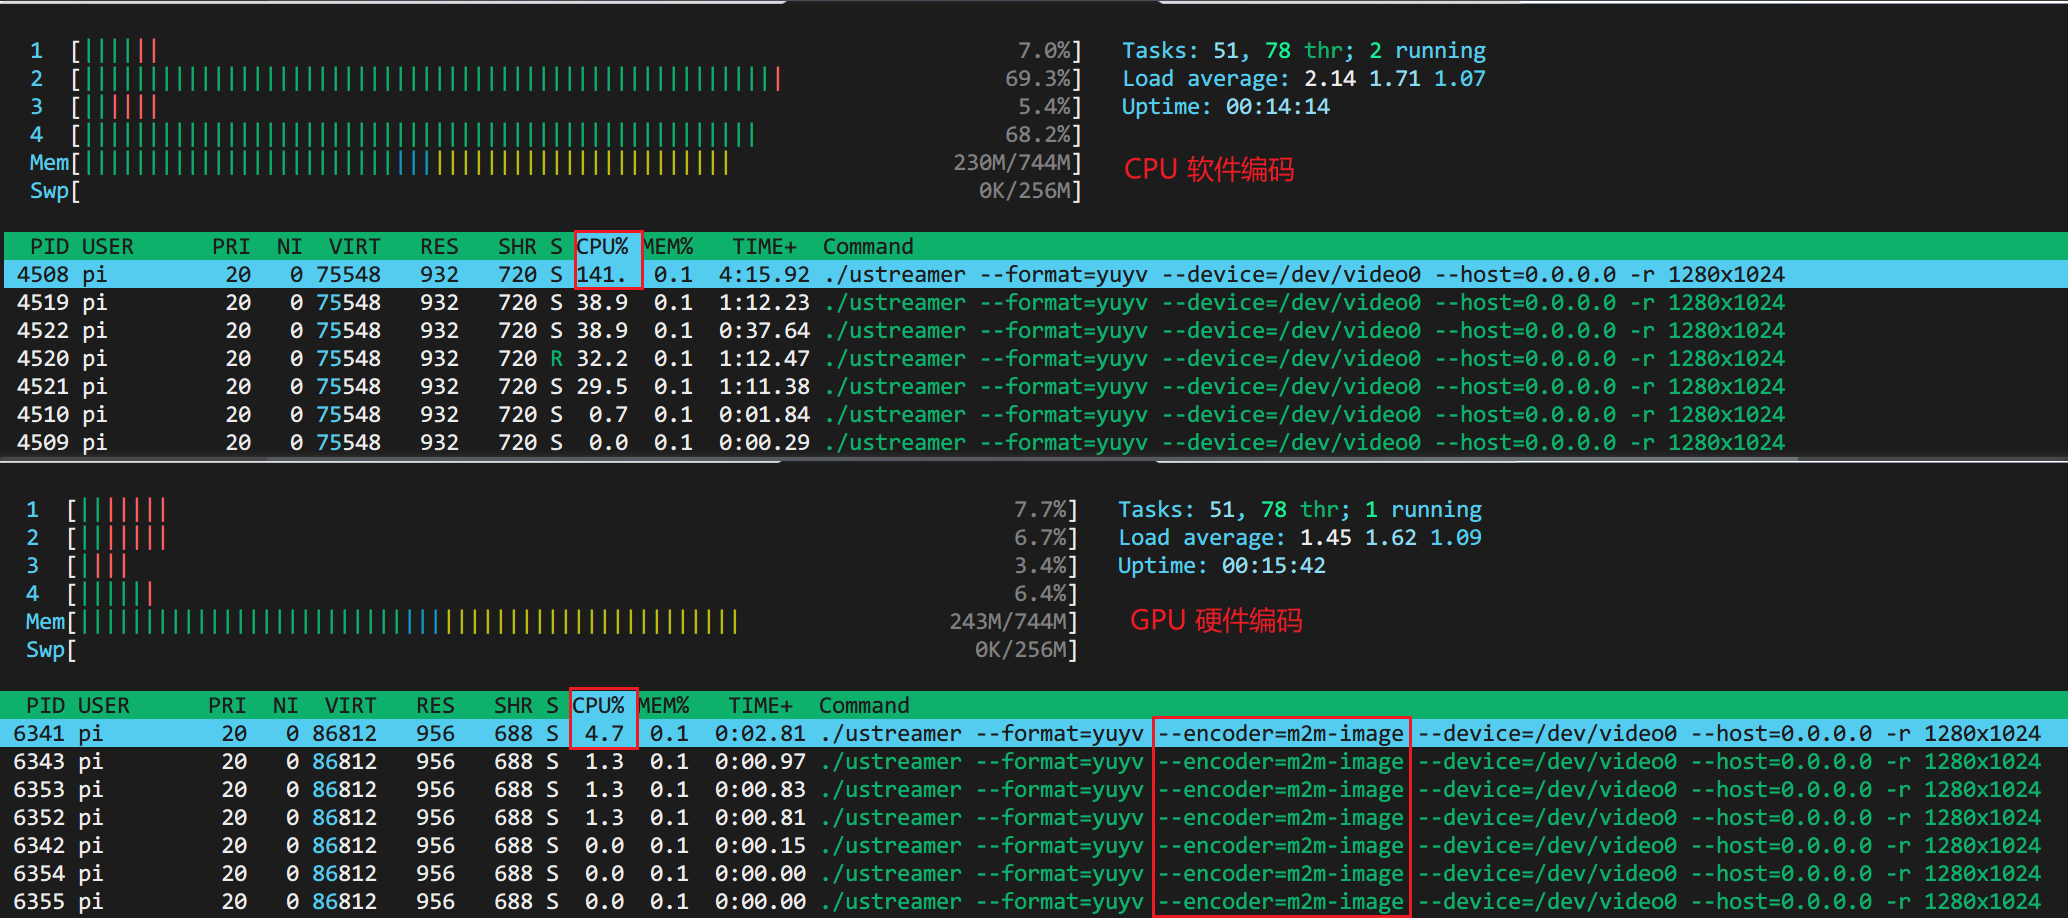 1 [||||||                                                    7.0%] Tasks: 51, 78 thr; 2 running
2 [||||||||||||||||||||||||||||||||||||||||||||||||||||||   69.3%] Load average: 2.14 1.71 1.07
3 [||||||                                                    5.4%] Uptime: 00:14:14
4 [||||||||||||||||||||||||||||||||||||||||||||||||||||     68.2%]
Mem[||||||||||||||||||||||||||||||||||||||||||||||||||  230M/744M] CPU 软件编码
Swp[ 0K/256M]
PID USER PRI NI VIRT RES SHR S CPU% MEM% TIME+ Command
4508 pi 20 0 75548 932 720 S 141. 0.1 4:15.92 ./ustreamer --format=yuyv --device=/dev/video0 --host=0.0.0.0 -r 1280x1024
4519 pi 20 0 75548 932 720 S 38.9 0.1 1:12.23 ./ustreamer --format=yuyv --device=/dev/video0 --host=0.0.0.0 -r 1280x1024
4522 pi 20 0 75548 932 720 S 38.9 0.1 0:37.64 ./ustreamer --format=yuyv --device=/dev/video0 --host=0.0.0.0 -r 1280x1024
4520 pi 20 0 75548 932 720 R 32.2 0.1 1:12.47 ./ustreamer --format=yuyv --device=/dev/video0 --host=0.0.0.0 -r 1280x1024
4521 pi 20 0 75548 932 720 S 29.5 0.1 1:11.38 ./ustreamer --format=yuyv --device=/dev/video0 --host=0.0.0.0 -r 1280x1024
4510 pi 20 0 75548 932 720 S 0.7 0.1 0:01.84 ./ustreamer --format=yuyv --device=/dev/video0 --host=0.0.0.0 -r 1280x1024
4509 pi 20 0 75548 932 720 S 0.0 0.1 0:00.29 ./ustreamer --format=yuyv --device=/dev/video0 --host=0.0.0.0 -r 1280x1024
1 [|||||||                                                   7.7%] Tasks: 51, 78 thr; 1 running
2 [|||||||                                                   6.7%] Load average: 1.45 1.62 1.09
3 [||||                                                      3.4%] Uptime: 00:15:42
4 [||||||                                                    6.4%]
Mem[|||||||||||||||||||||||||||||||||||||||||||||||||||  243M/744M] GPU 硬件编码
Swp[ 0K/256M]
PID USER PRI NI VIRT RES SHR S CPU% MEM% TIME+ Command
6341 pi 20 0 86812 956 688 S 4.7 0.1 0:02.81 ./ustreamer --format=yuyv --encoder=m2m-image --device=/dev/video0 --host=0.0.0.0 -r 1280x1024
6343 pi 20 0 86812 956 688 S 1.3 0.1 0:00.97 ./ustreamer --format=yuyv --encoder=m2m-image --device=/dev/video0 --host=0.0.0.0 -r 1280x1024
6353 pi 20 0 86812 956 688 S 1.3 0.1 0:00.83 ./ustreamer --format=yuyv --encoder=m2m-image --device=/dev/video0 --host=0.0.0.0 -r 1280x1024
6352 pi 20 0 86812 956 688 S 1.3 0.1 0:00.81 ./ustreamer --format=yuyv --encoder=m2m-image --device=/dev/video0 --host=0.0.0.0 -r 1280x1024
6342 pi 20 0 86812 956 688 S 0.0 0.1 0:00.15 ./ustreamer --format=yuyv --encoder=m2m-image --device=/dev/video0 --host=0.0.0.0 -r 1280x1024
6354 pi 20 0 86812 956 688 S 0.0 0.1 0:00.00 ./ustreamer --format=yuyv --encoder=m2m-image --device=/dev/video0 --host=0.0.0.0 -r 1280x1024
6355 pi 20 0 86812 956 688 S 0.0 0.1 0:00.00 ./ustreamer --format=yuyv --encoder=m2m-image --device=/dev/video0 --host=0.0.0.0 -r 1280x1024